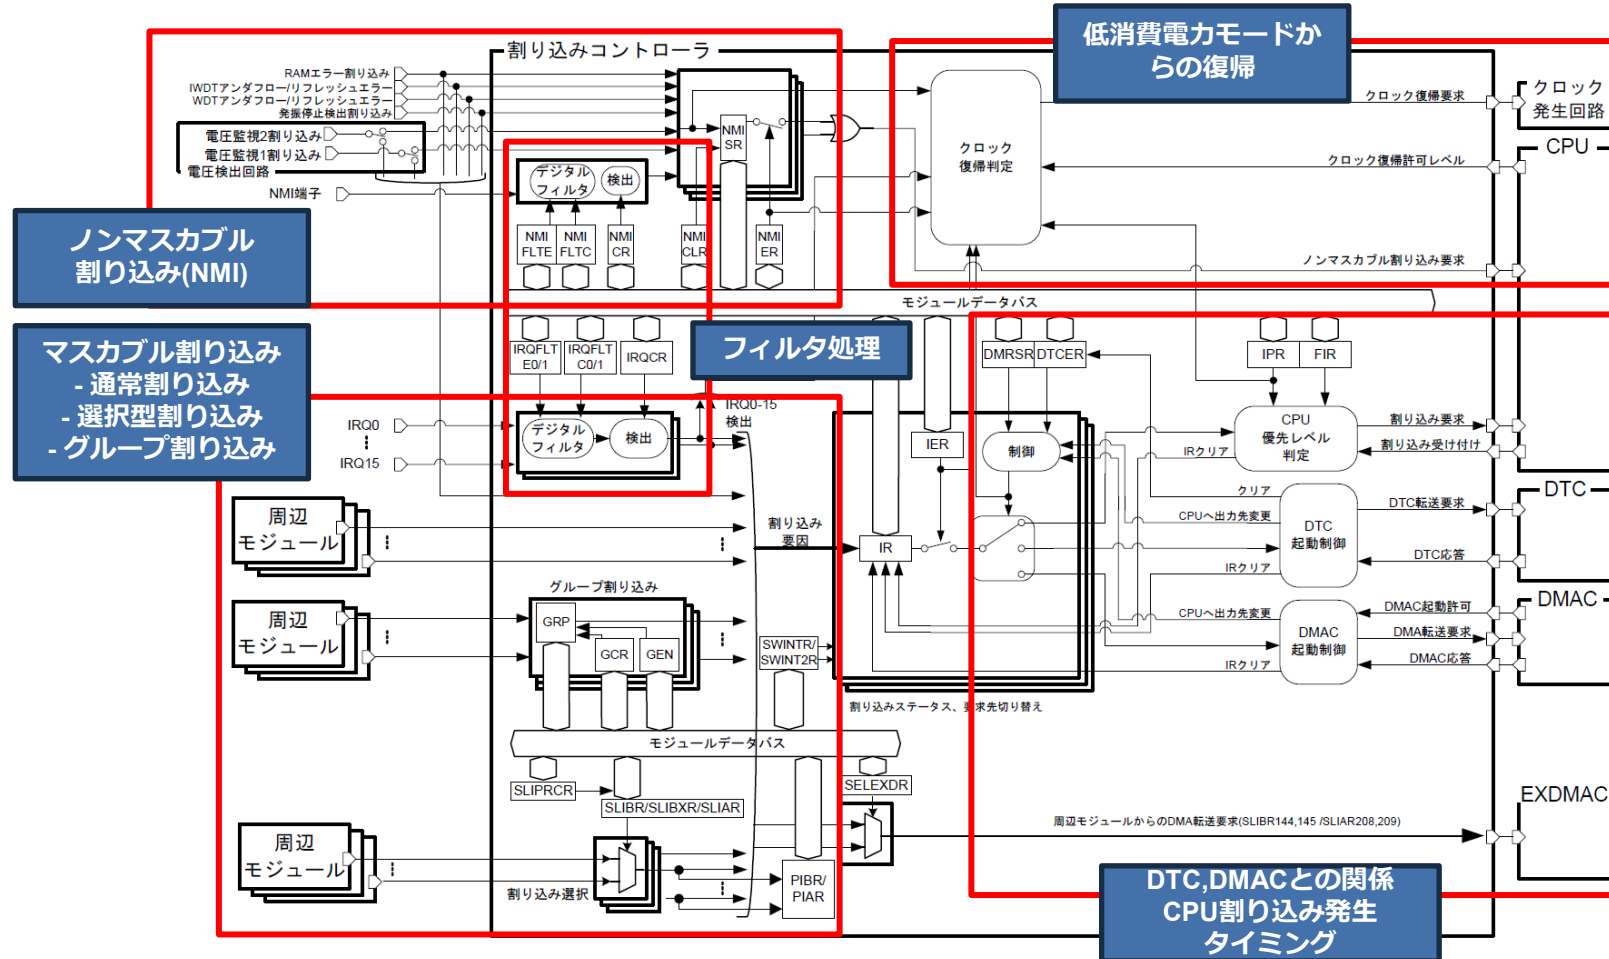 低消費電力モードか
らの復帰
割り込みコントローラ
RAMエラー割り込み
IWDTアンダフロー/リフレッシュエラー
WDTアンダフロー/リフレッシュエラー
発振停止検出割り込み
電圧監視2割り込み
電圧監視1割り込み
電圧検出回路
NMI端子
デジタル
フィルタ
検出
NMI
SR
NMI
FLTE
NMI
FLTC
NMI
CR
NMI
CLR
NMI
ER
クロック
復帰判定
クロック復帰要求
クロック復帰許可レベル
ノンマスカブル割り込み要求
クロック
発生回路
CPU
ノンマスカブル
割り込み(NMI)
モジュールデータバス
マスカブル割り込み
- 通常割り込み
- 選択型割り込み
- グループ割り込み
フィルタ処理
IRQFLT
E0/1
IRQFLT
C0/1
IRQCR
DMRSR
DTCER
IPR
FIR
IRQ0
IRQ15
デジタル
フィルタ
検出
IRQ0-15
検出
IER
制御
CPU
優先レベル
判定
割り込み要求
割り込み受け付け
IRクリア
クリア
CPUへ出力先変更
IRクリア
DTC
起動制御
DTC転送要求
DTC応答
DTC
周辺
モジュール
割り込み
要因
IR
グループ割り込み
周辺
モジュール
GRP
GCR
GEN
SWINTR/
SWINT2R
CPUへ出力先変更
IRクリア
DMAC
起動制御
DMAC起動許可
DMA転送要求
DMAC応答
DMAC
割り込みステータス、要求先切り替え
モジュールデータバス
SLIPRCR
SLIBR/SLIBXR/SLIAR
SELEXDR
周辺
モジュール
割り込み選択
PIBR/
PIAR
周辺モジュールからのDMA転送要求(SLIBR144,145 /SLIAR208,209)
EXDMAC
DTC,DMACとの関係
CPU割り込み発生
タイミング